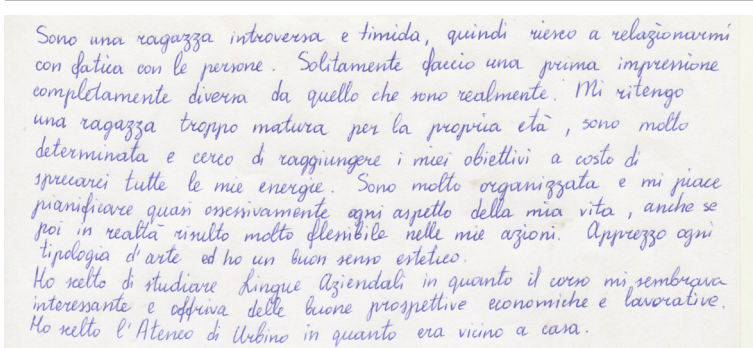 Sono una ragazza introversa e timida, quindi riesco a relazionarmi
con fatica con le persone. Solitamente faccio una prima impressione
completamente diversa da quello che sono realmente. Mi ritengo
una ragazza troppo matura per la propria età, sono molto
determinata e cerco di raggiungere i miei obiettivi a costo di
sprecarci tutte le mie energie. Sono molto organizzata e mi piace
pianificare quasi ossessivamente ogni aspetto della mia vita, anche se
poi in realtà risulto molto flessibile nelle mie azioni. Apprezzo ogni
tipologia d'arte ed ho un buon senso estetico.
Ho scelto di studiare Lingue Aziendali in quanto il corso mi sembrava
interessante e offriva delle buone prospettive economiche e lavorative.
Ho scelto l'Ateneo di Urbino in quanto era vicino a casa.